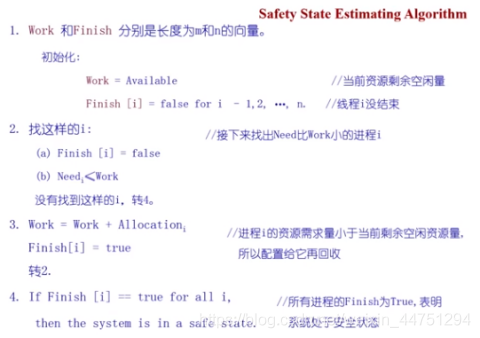 Safety State Estimating Algorithm
1. Work 和Finish 分别是长度为m和n的向量。
初始化:
Work = Available //当前资源剩余空闲量
Finish [i] = false for i - 1,2, …, n. //线程i没结束
2. 找这样的i: //接下来找出Need比Work小的进程i
(a) Finish [i] = false
(b) Needi≤Work
没有找到这样的i, 转4。
3. Work = Work + Allocationi //进程i的资源需求量小于当前剩余空闲资源量,
Finish[i] = true 所以配置给它再回收
转2.
4. If Finish [i] == true for all i, //所有进程的Finish为True,表明
then the system is in a safe state. 系统处于安全状态